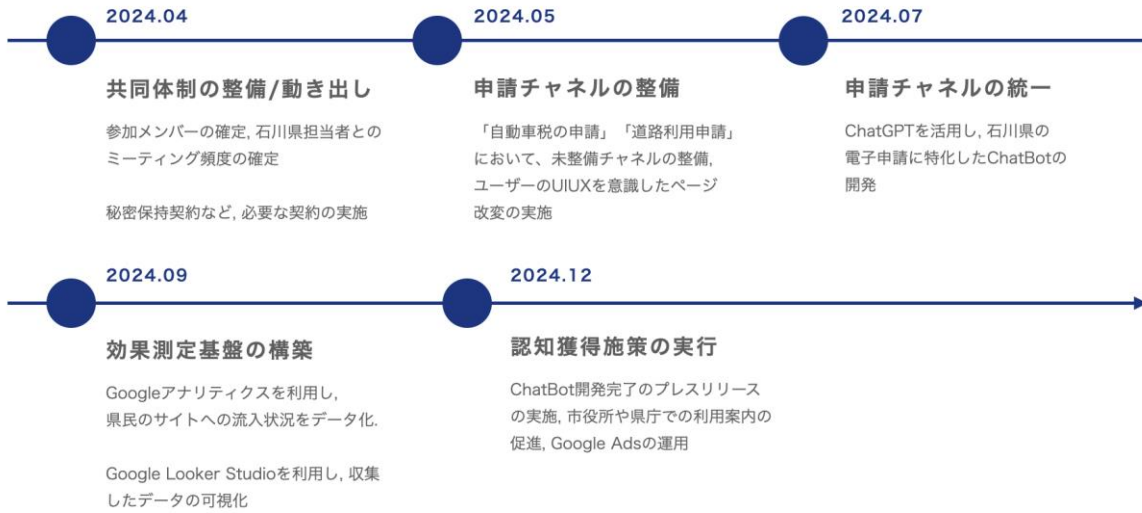 2024.04
共同体制の整備/動き出し
参加メンバーの確定, 石川県担当者との
ミーティング頻度の確定
秘密保持契約など, 必要な契約の実施
2024.05
申請チャネルの整備
「自動車税の申請」「道路利用申請」
において、未整備チャネルの整備,
ユーザーのUIUXを意識したページ
改変の実施
2024.07
申請チャネルの統一
ChatGPTを活用し, 石川県の
電子申請に特化したChatBotの
開発
2024.09
効果測定基盤の構築
Googleアナリティクスを利用し,
県民のサイトへの流入状況をデータ化.
Google Looker Studioを利用し, 収集
したデータの可視化
2024.12
認知獲得施策の実行
ChatBot開発完了のプレスリリース
の実施, 市役所や県庁での利用案内の
促進, Google Adsの運用